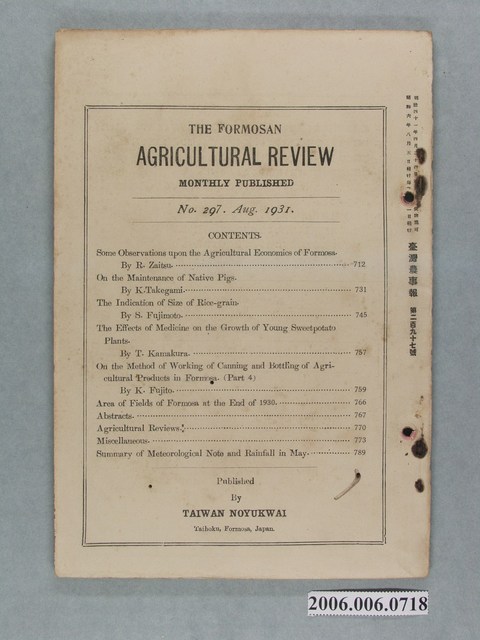 THE FORMOSAN
AGRICULTURAL REVIEW
MONTHLY PUBLISHED
No. 297. Aug. 1931.
CONTENTS.
Some Observations upon the Agricultural Economics of Formosa.
By R. Zaitsu. 712
On the Maintenance of Native Pigs.
By K.Takegami. 731
The Indication of Size of Rice-grain.
By S. Fujimoto. 745
The Effects of Medicine on the Growth of Young Sweetpotato
Plants.
By T. Kamakura. 757
On the Method of Working of Canning and Bottling of Agri-
cultural Products in Formosa. (Part 4)
By K. Fujito. 759
Area of Fields of Formosa at the End of 1930. 766
Abstracts. 767
Agricultural Reviews. 770
Miscellaneous. 773
Summary of Meteorological Note and Rainfall in May. 789
Published
By
TAIWAN NOYUKWAI
Taihoku, Formosa, Japan.
臺灣農事報 第二百九十七號
2006.006.0718